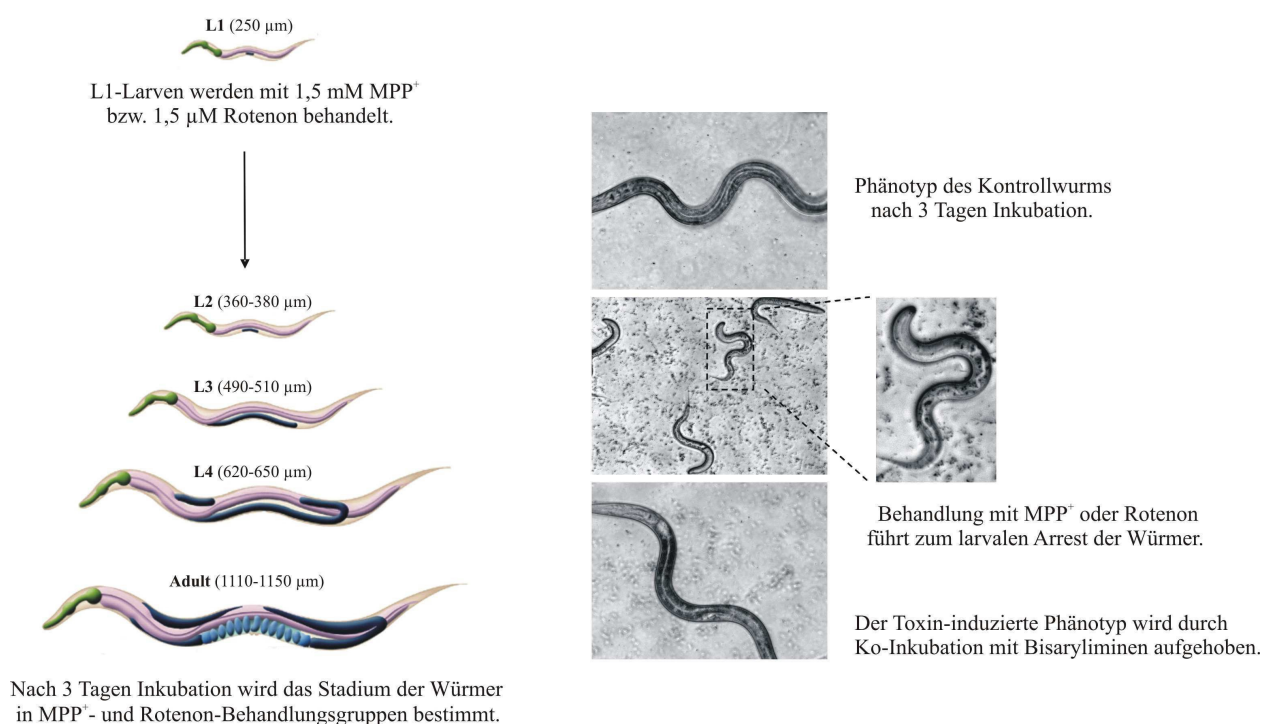 L1 (250 µm)
L1-Larven werden mit 1,5 mM MPP⁺
bzw. 1,5 µM Rotenon behandelt.
L2 (360-380 µm)
L3 (490-510 µm)
L4 (620-650 µm)
Adult (1110-1150 µm)
Nach 3 Tagen Inkubation wird das Stadium der Würmer
in MPP⁺- und Rotenon-Behandlungsgruppen bestimmt.
Phänotyp des Kontrollwurms
nach 3 Tagen Inkubation.
Behandlung mit MPP⁺ oder Rotenon
führt zum larvalen Arrest der Würmer.
Der Toxin-induzierte Phänotyp wird durch
Ko-Inkubation mit Bisaryliminen aufgehoben.